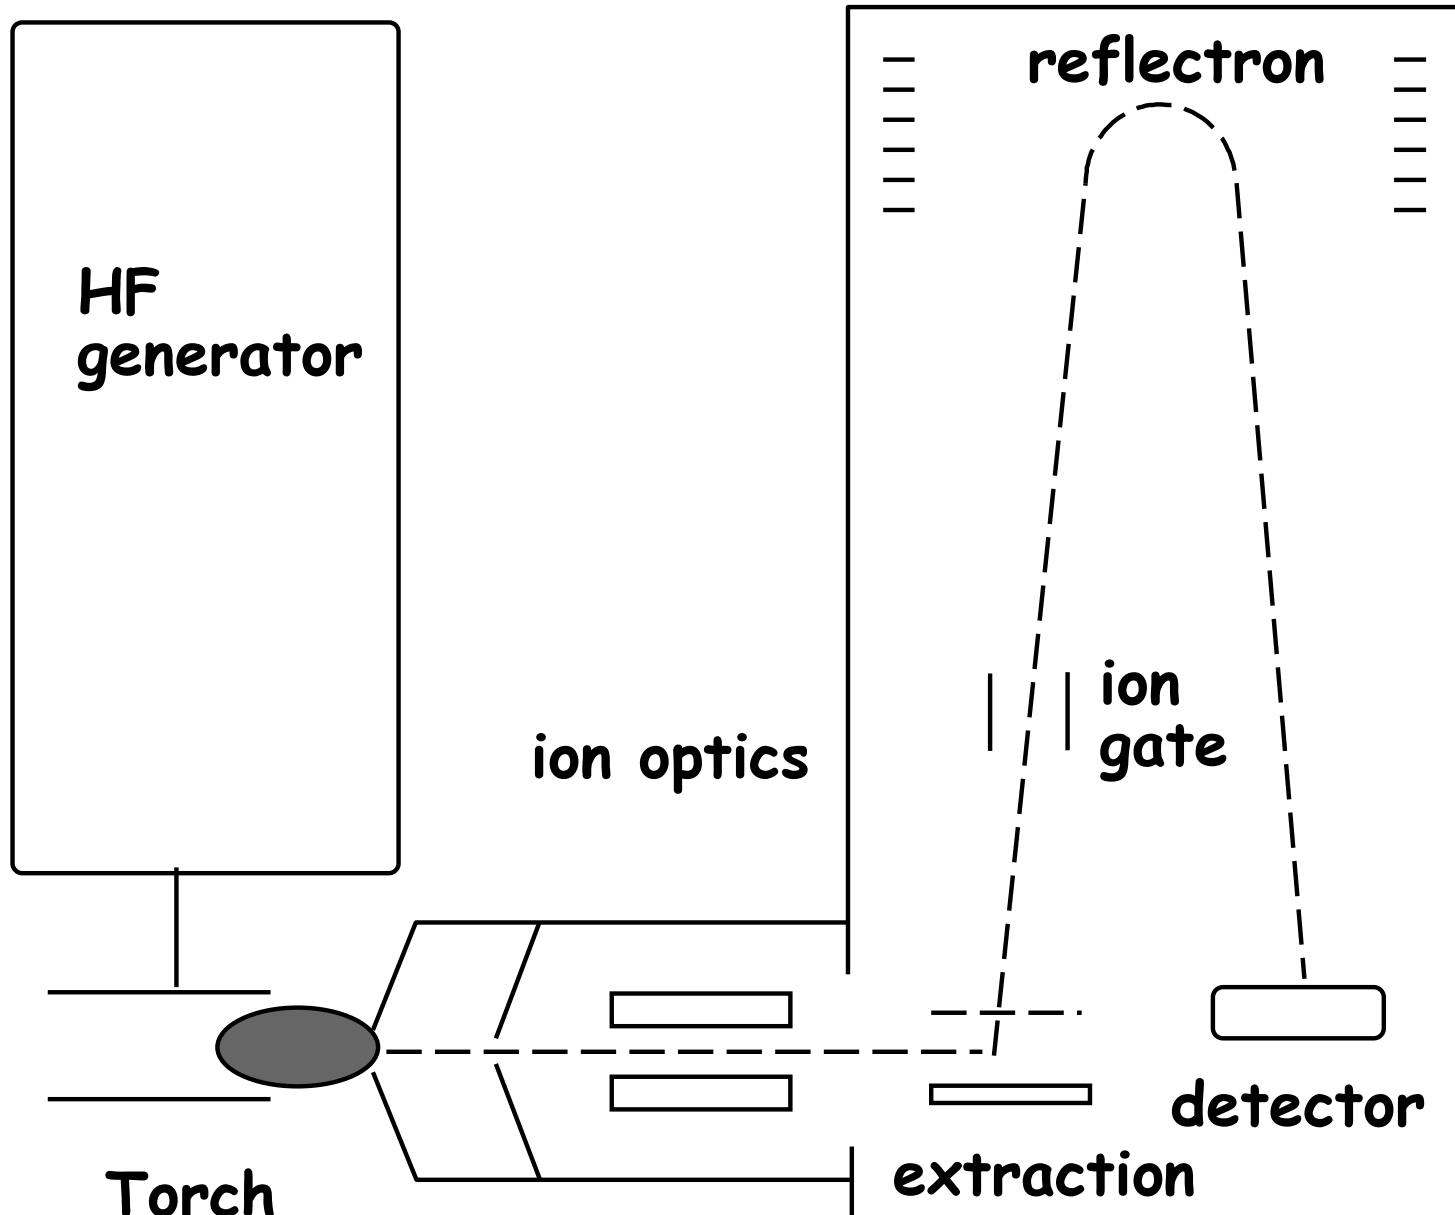 reflectron
HF
generator
ion
gate
ion optics
detector
extraction
Torch